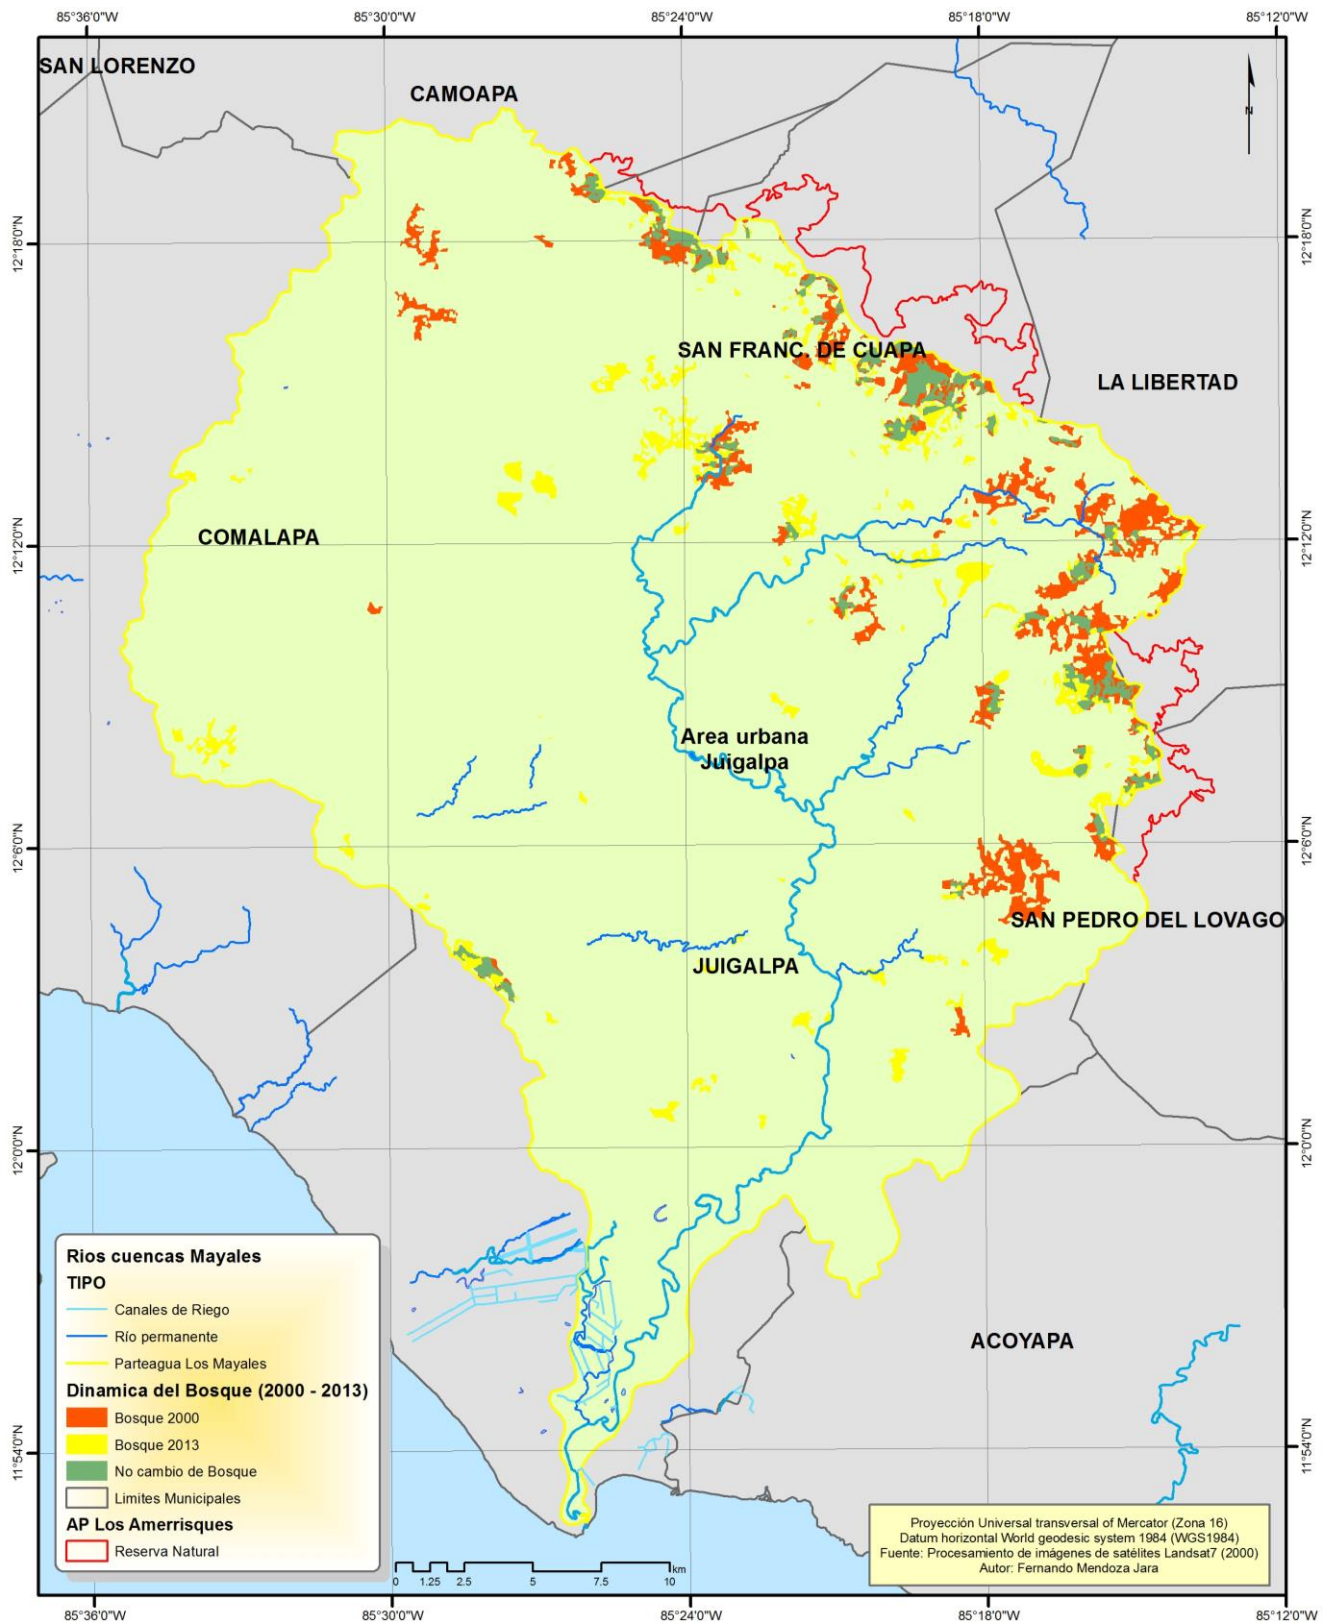 85°36'0"W
85°30'0"W
85°24'0"W
85°18'0"W
85°12'0"W
SAN LORENZO
CAMOAPA
N
12°18'0"N
12°18'0"N
SAN FRANC. DE CUAPA
LA LIBERTAD
COMALAPA
12°12'0"N
12°12'0"N
Area urbana
Juigalpa
12°6'0"N
12°6'0"N
SAN PEDRO DEL LOVAGO
JUIGALPA
12°0'0"N
12°0'0"N
ACOYAPA
11°54'0"N
11°54'0"N
Rios cuencas Mayales
TIPO
Canales de Riego
Río permanente
Parteagua Los Mayales
Dinamica del Bosque (2000 - 2013)
Bosque 2000
Bosque 2013
No cambio de Bosque
Limites Municipales
AP Los Amerrisques
Reserva Natural
km
0 1.25 2.5 5 7.5 10
Proyección Universal transversal of Mercator (Zona 16)
Datum horizontal World geodesic system 1984 (WGS1984)
Fuente: Procesamiento de imágenes de satélites Landsat7 (2000)
Autor: Fernando Mendoza Jara
85°36'0"W
85°30'0"W
85°24'0"W
85°18'0"W
85°12'0"W